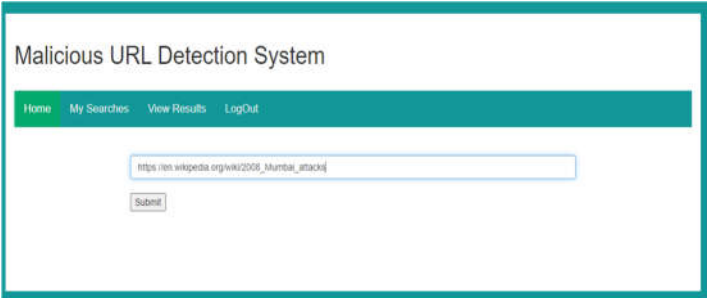 Malicious URL Detection System
Home My Searches View Results LogOut
https://en.wikipedia.org/wiki/2008_Mumbai_attacks
Submit